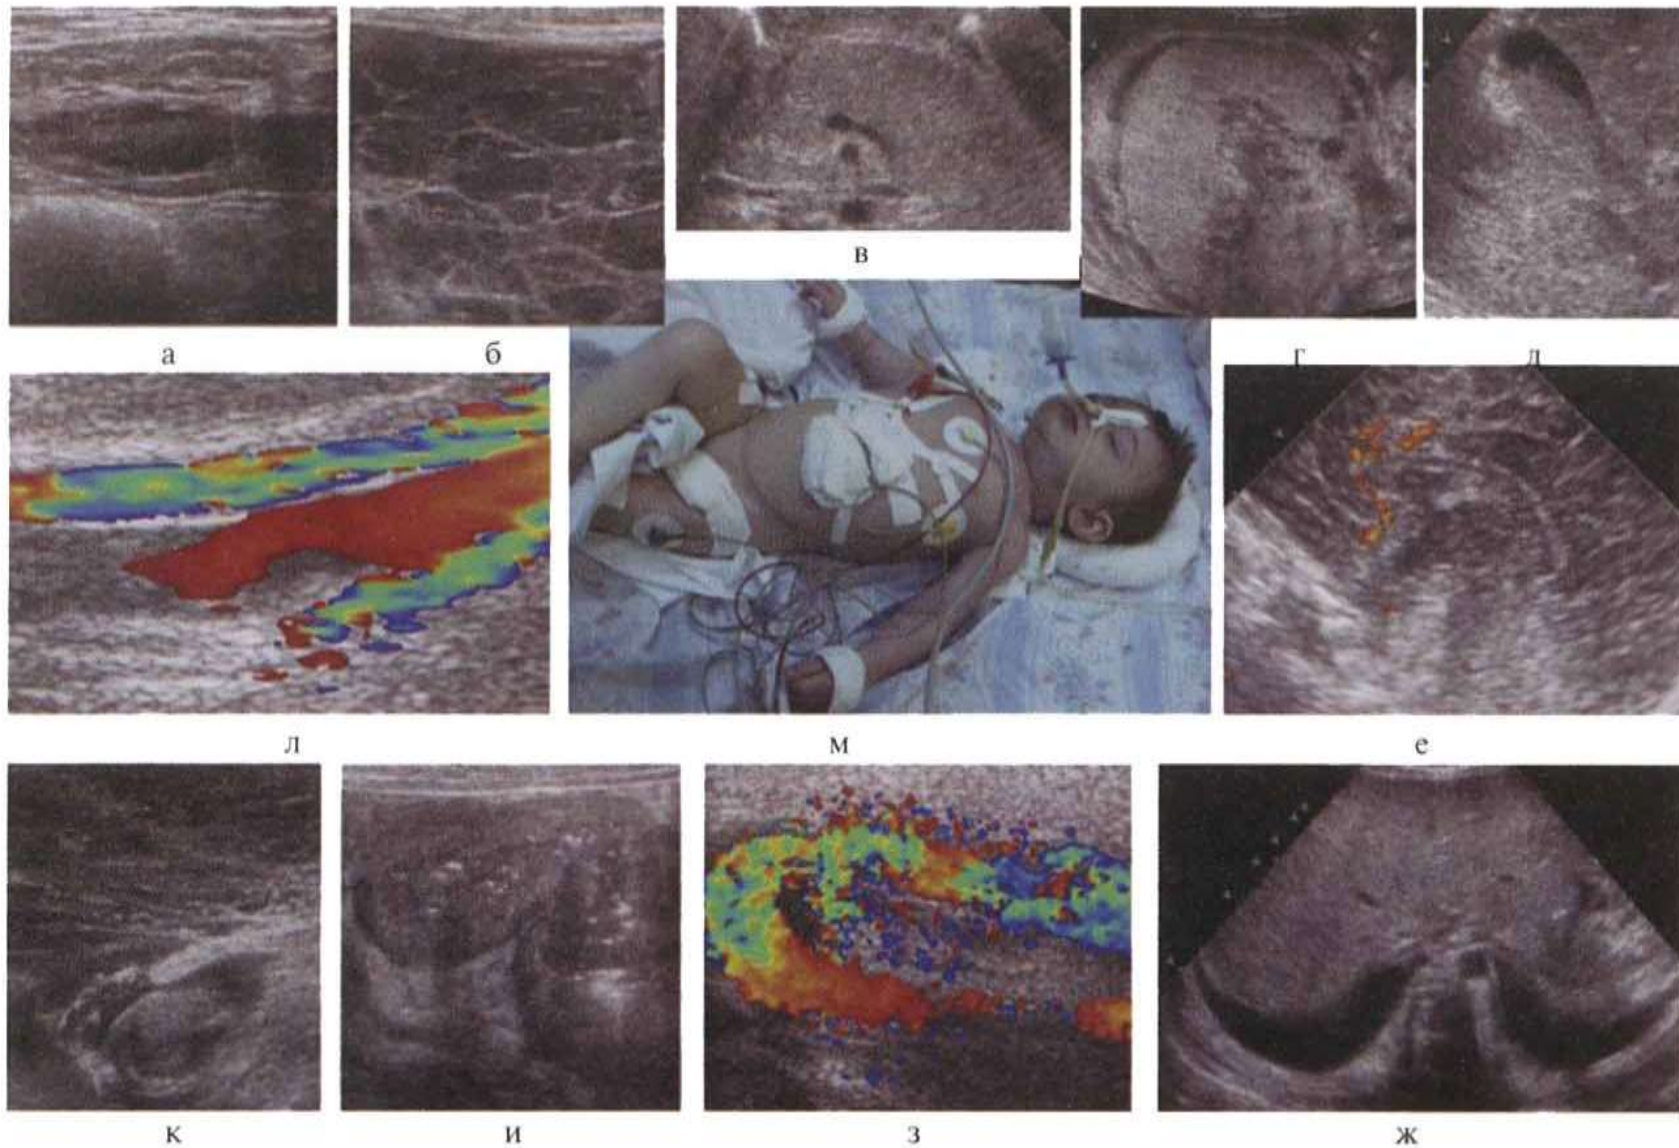 в
а б г д
л м е
к и з ж